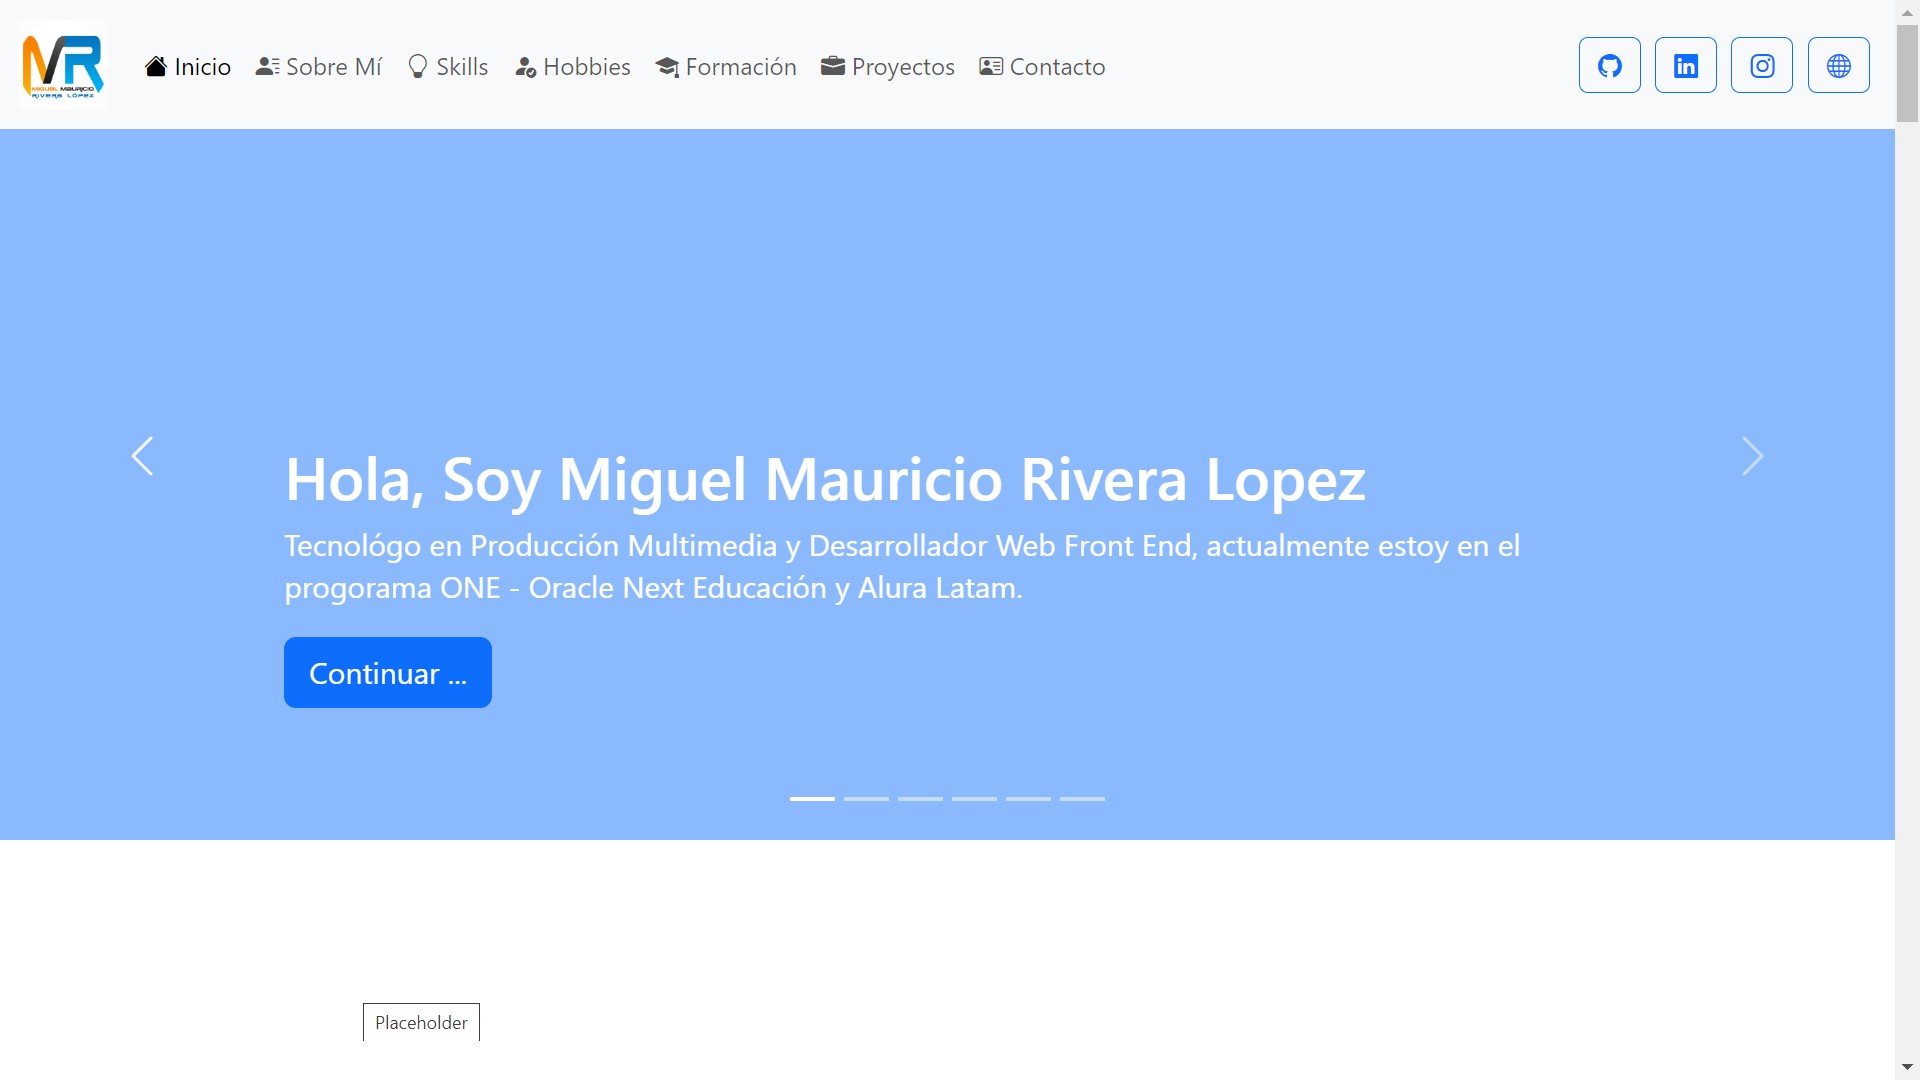 MR
MIGUEL MAURICIO
RIVERA LOPEZ
Inicio
Sobre Mí
Skills
Hobbies
Formación
Proyectos
Contacto
Hola, Soy Miguel Mauricio Rivera Lopez
Tecnológo en Producción Multimedia y Desarrollador Web Front End, actualmente estoy en el
progorama ONE - Oracle Next Educación y Alura Latam.
Continuar ...
Placeholder